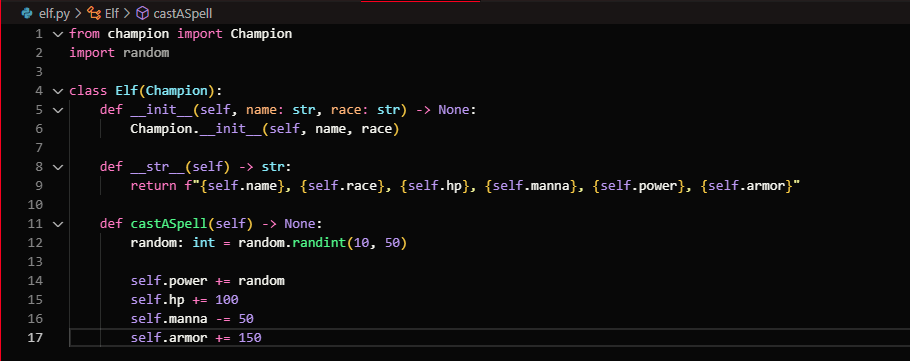 elf.py > Elf > castASpell
1 from champion import Champion
2 import random
3
4 class Elf(Champion):
5     def __init__(self, name: str, race: str) -> None:
6         Champion.__init__(self, name, race)
7
8     def __str__(self) -> str:
9         return f"{self.name}, {self.race}, {self.hp}, {self.manna}, {self.power}, {self.armor}"
10
11     def castASpell(self) -> None:
12         random: int = random.randint(10, 50)
13
14         self.power += random
15         self.hp += 100
16         self.manna -= 50
17         self.armor += 150